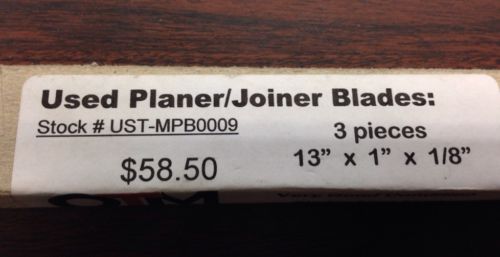 Used Planer/Joiner Blades:
Stock # UST-MPB0009
3 pieces
$58.50
13" x 1" x 1/8"